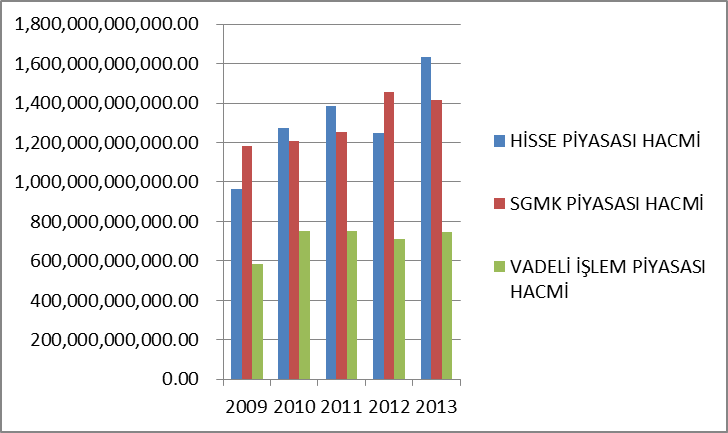 1,800,000,000,000.00
1,600,000,000,000.00
1,400,000,000,000.00
1,200,000,000,000.00
1,000,000,000,000.00
800,000,000,000.00
600,000,000,000.00
400,000,000,000.00
200,000,000,000.00
0.00
2009 2010 2011 2012 2013
HİSSE PİYASASI HACMİ
SGMK PİYASASI HACMİ
VADELİ İŞLEM PİYASASI
HACMİ